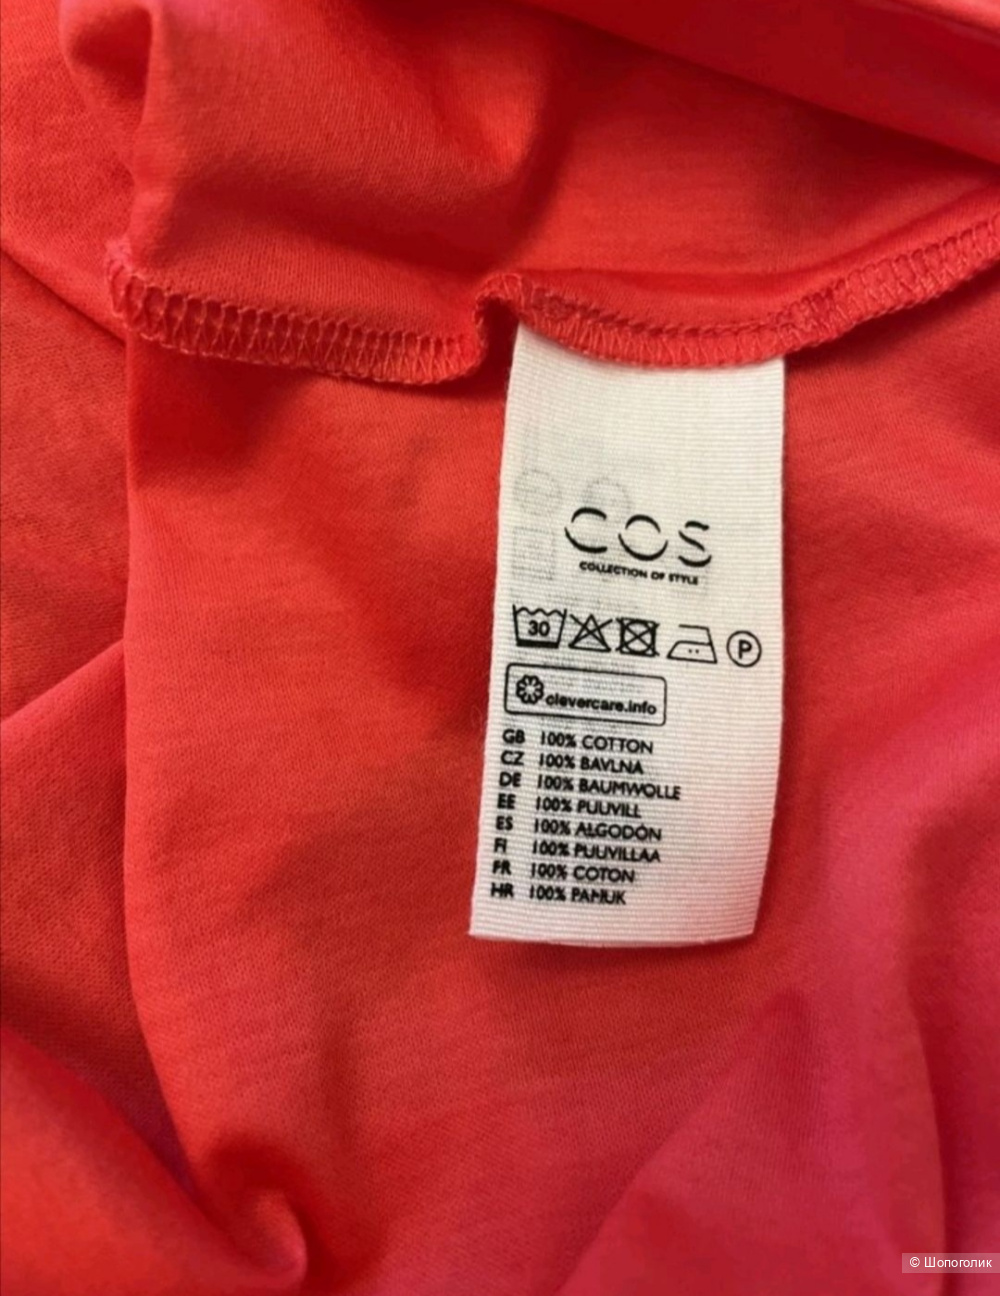 COS
COLLECTION OF STYLE
30 P
clevercare.info
GB 100% COTTON
CZ 100% BAVLNA
DE 100% BAUMWOLLE
EE 100% PUUVILL
ES 100% ALGODÓN
FI 100% PUUVILLAA
FR 100% COTON
HR 100% PAMUK
© Шопоголик